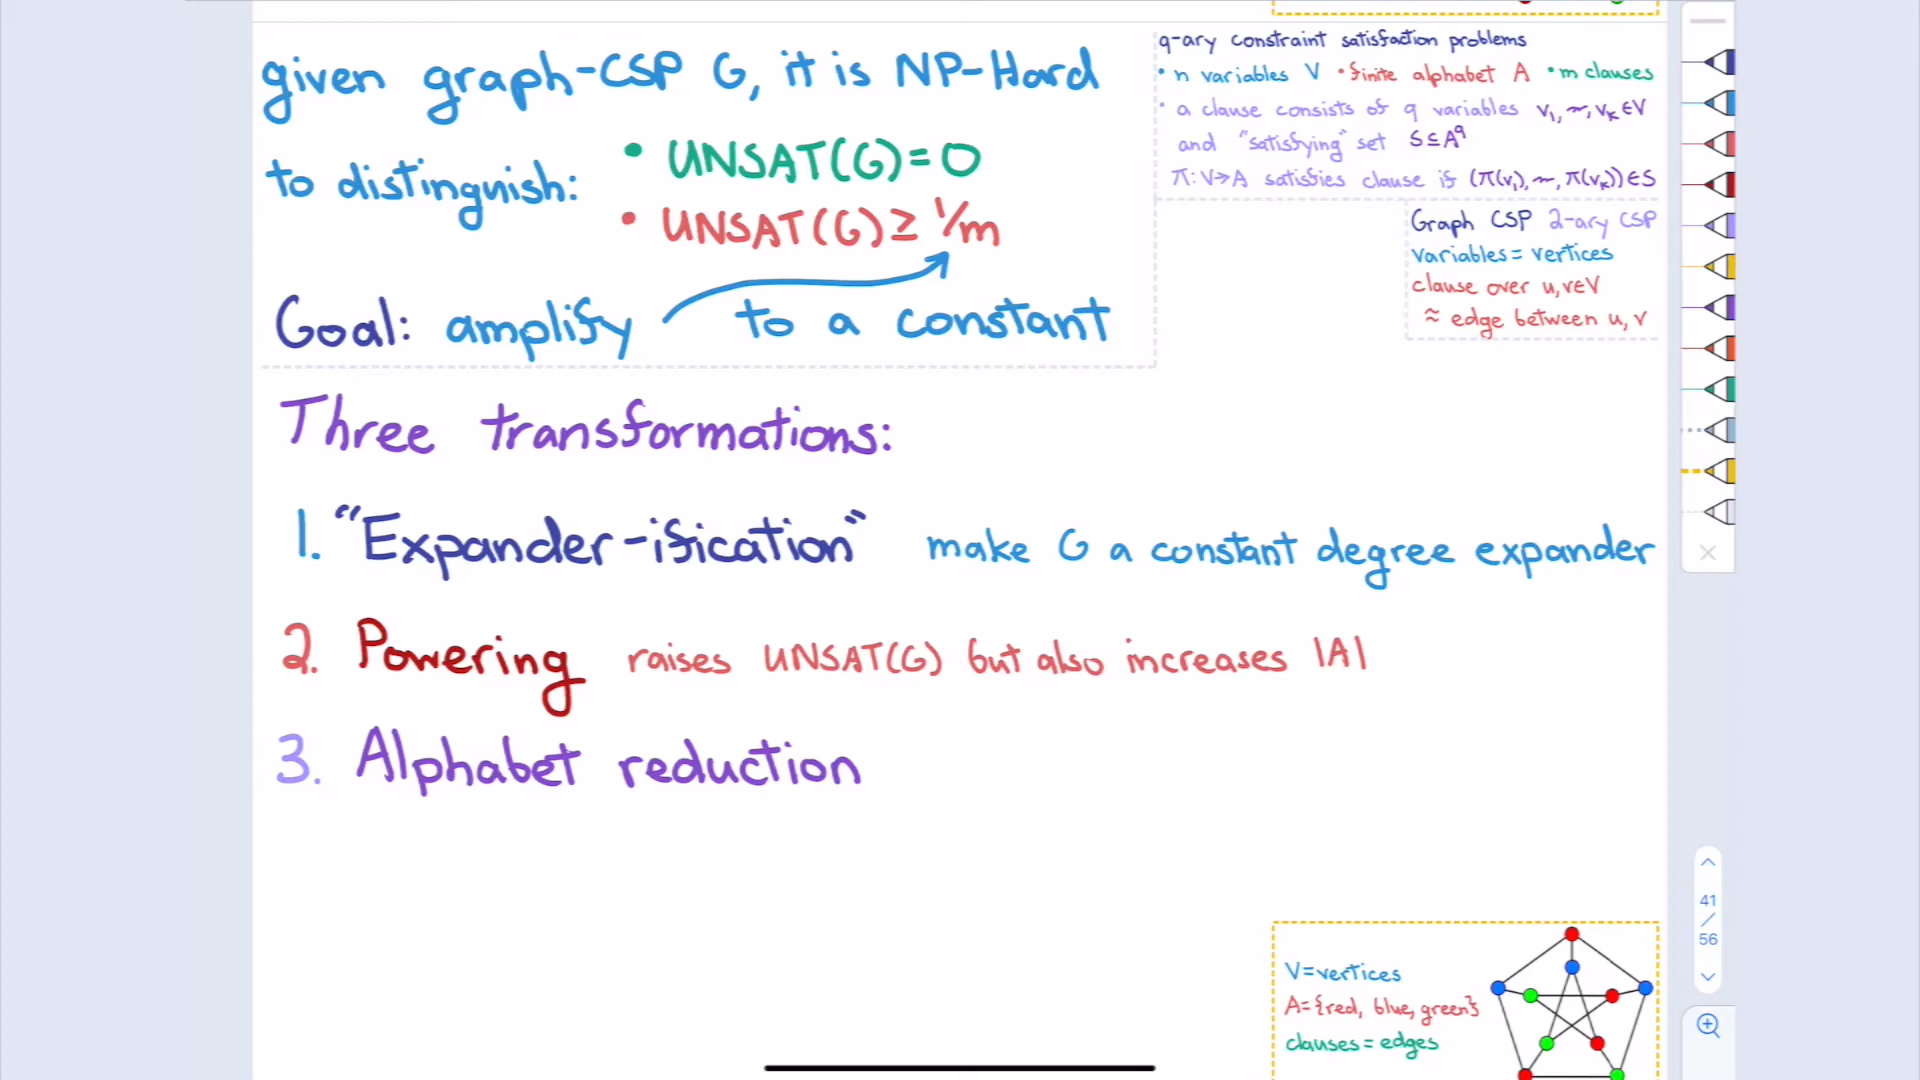 given graph-CSP G, it is NP-Hard
to distinguish:
• UNSAT(G)=0
• UNSAT(G)≥ 1/m
Goal: amplify to a constant
q-ary constraint satisfaction problems
• n variables V • finite alphabet A • m clauses
• a clause consists of q variables v₁,~,vₖ∈V
and "satisfying" set S⊆A^q
π:V→A satisfies clause if (π(v₁),~,π(vₖ))∈S
Graph CSP 2-ary CSP
variables = vertices
clause over u,v∈V
≈ edge between u,v
Three transformations:
1. "Expander-ification" make G a constant degree expander
2. Powering raises UNSAT(G) but also increases |A|
3. Alphabet reduction
V=vertices
A={red, blue, green}
clauses = edges
41
/
56